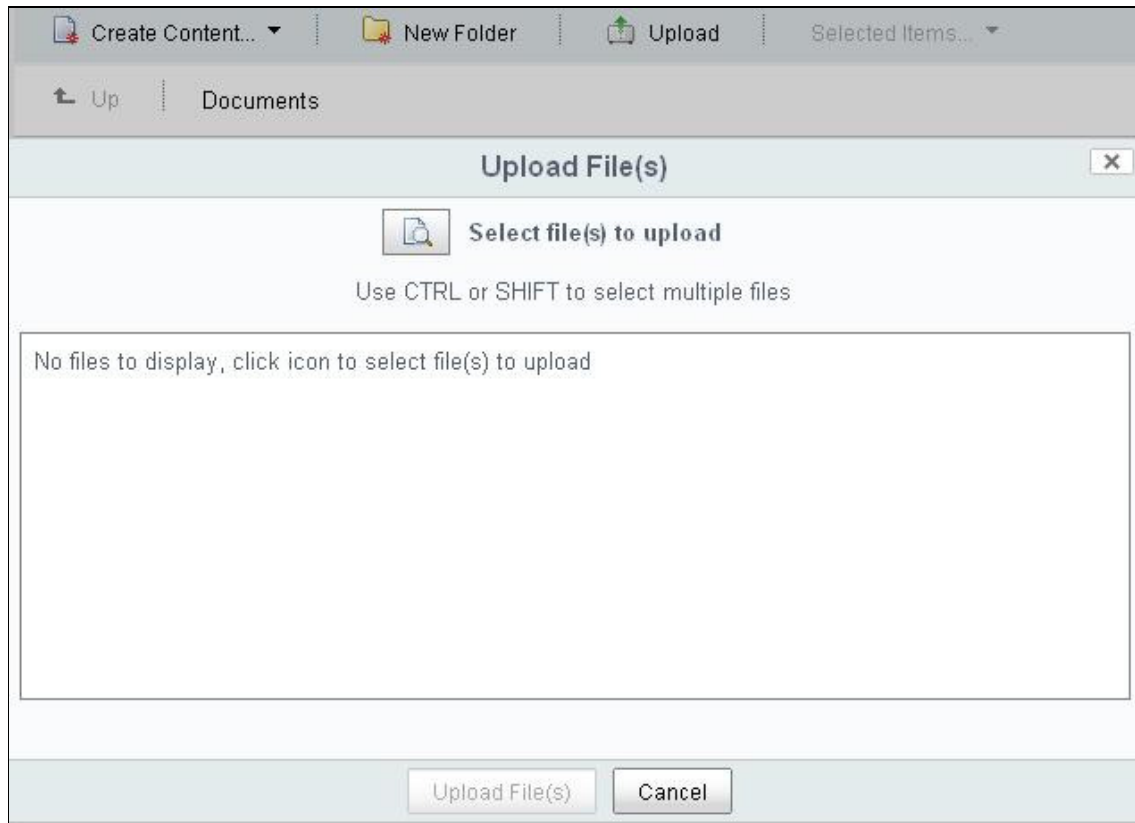 Create Content... New Folder Upload Selected Items...
Up Documents
Upload File(s)
Select file(s) to upload
Use CTRL or SHIFT to select multiple files
No files to display, click icon to select file(s) to upload
Upload File(s) Cancel